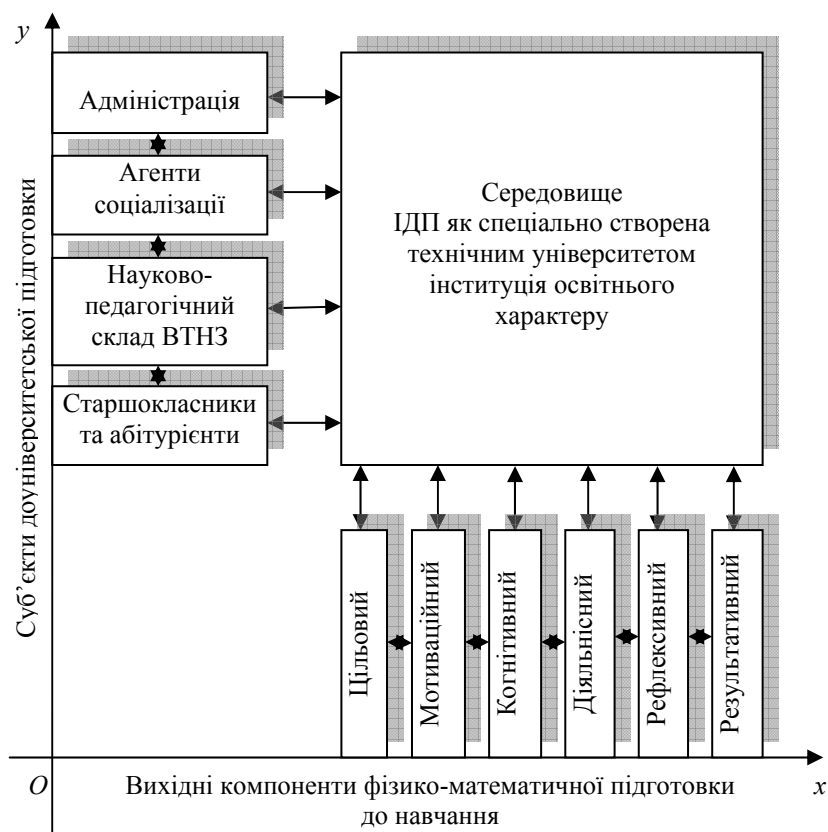 y
Адміністрація
Агенти
соціалізації
Науково-
педагогічний
склад ВТНЗ
Старшокласники
та абітурієнти
Суб’єкти доуніверситетської підготовки
Середовище
ІДП як спеціально створена
технічним університетом
інституція освітнього
характеру
Цільовий
Мотиваційний
Когнітивний
Діяльнісний
Рефлексивний
Результативний
O
Вихідні компоненти фізико-математичної підготовки
до навчання
x